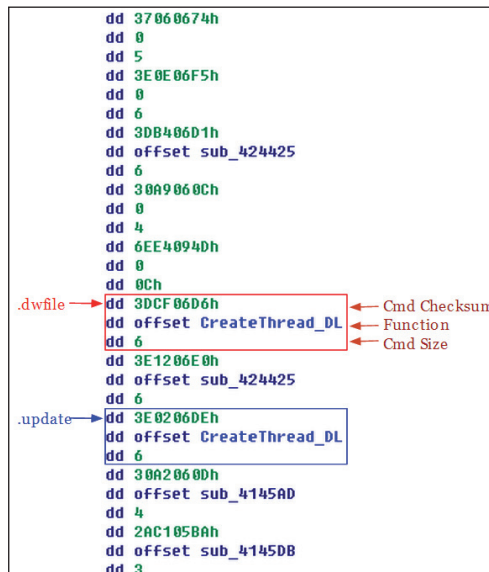 dd 37060674h
dd 0
dd 5
dd 3E0E06F5h
dd 0
dd 6
dd 3DB406D1h
dd offset sub_424425
dd 6
dd 30A9060Ch
dd 0
dd 4
dd 6EE4094Dh
dd 0
dd 0Ch
.dwfile dd 3DCF06D6h Cmd Checksum
dd offset CreateThread_DL Function
dd 6 Cmd Size
dd 3E1206E0h
dd offset sub_424425
dd 6
.update dd 3E0206DEh
dd offset CreateThread_DL
dd 6
dd 30A2060Dh
dd offset sub_4145AD
dd 4
dd 2AC105BAh
dd offset sub_4145DB
dd 3